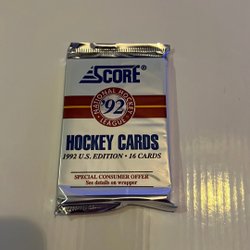 SCORE
NATIONAL HOCKEY
'92
LEAGUE
HOCKEY CARDS
1992 U.S. EDITION • 16 CARDS
SPECIAL CONSUMER OFFER
See details on wrapper